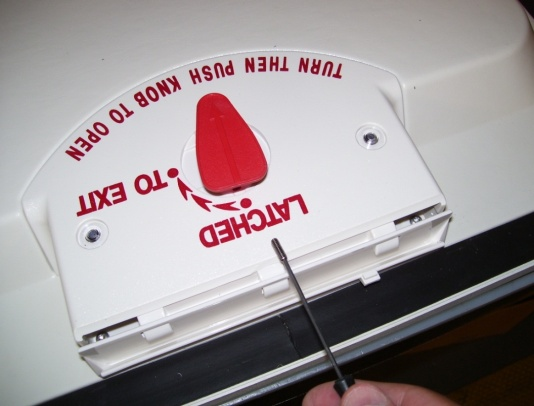 LATCHED
TO EXIT
TURN THEN PUSH KNOB TO OPEN